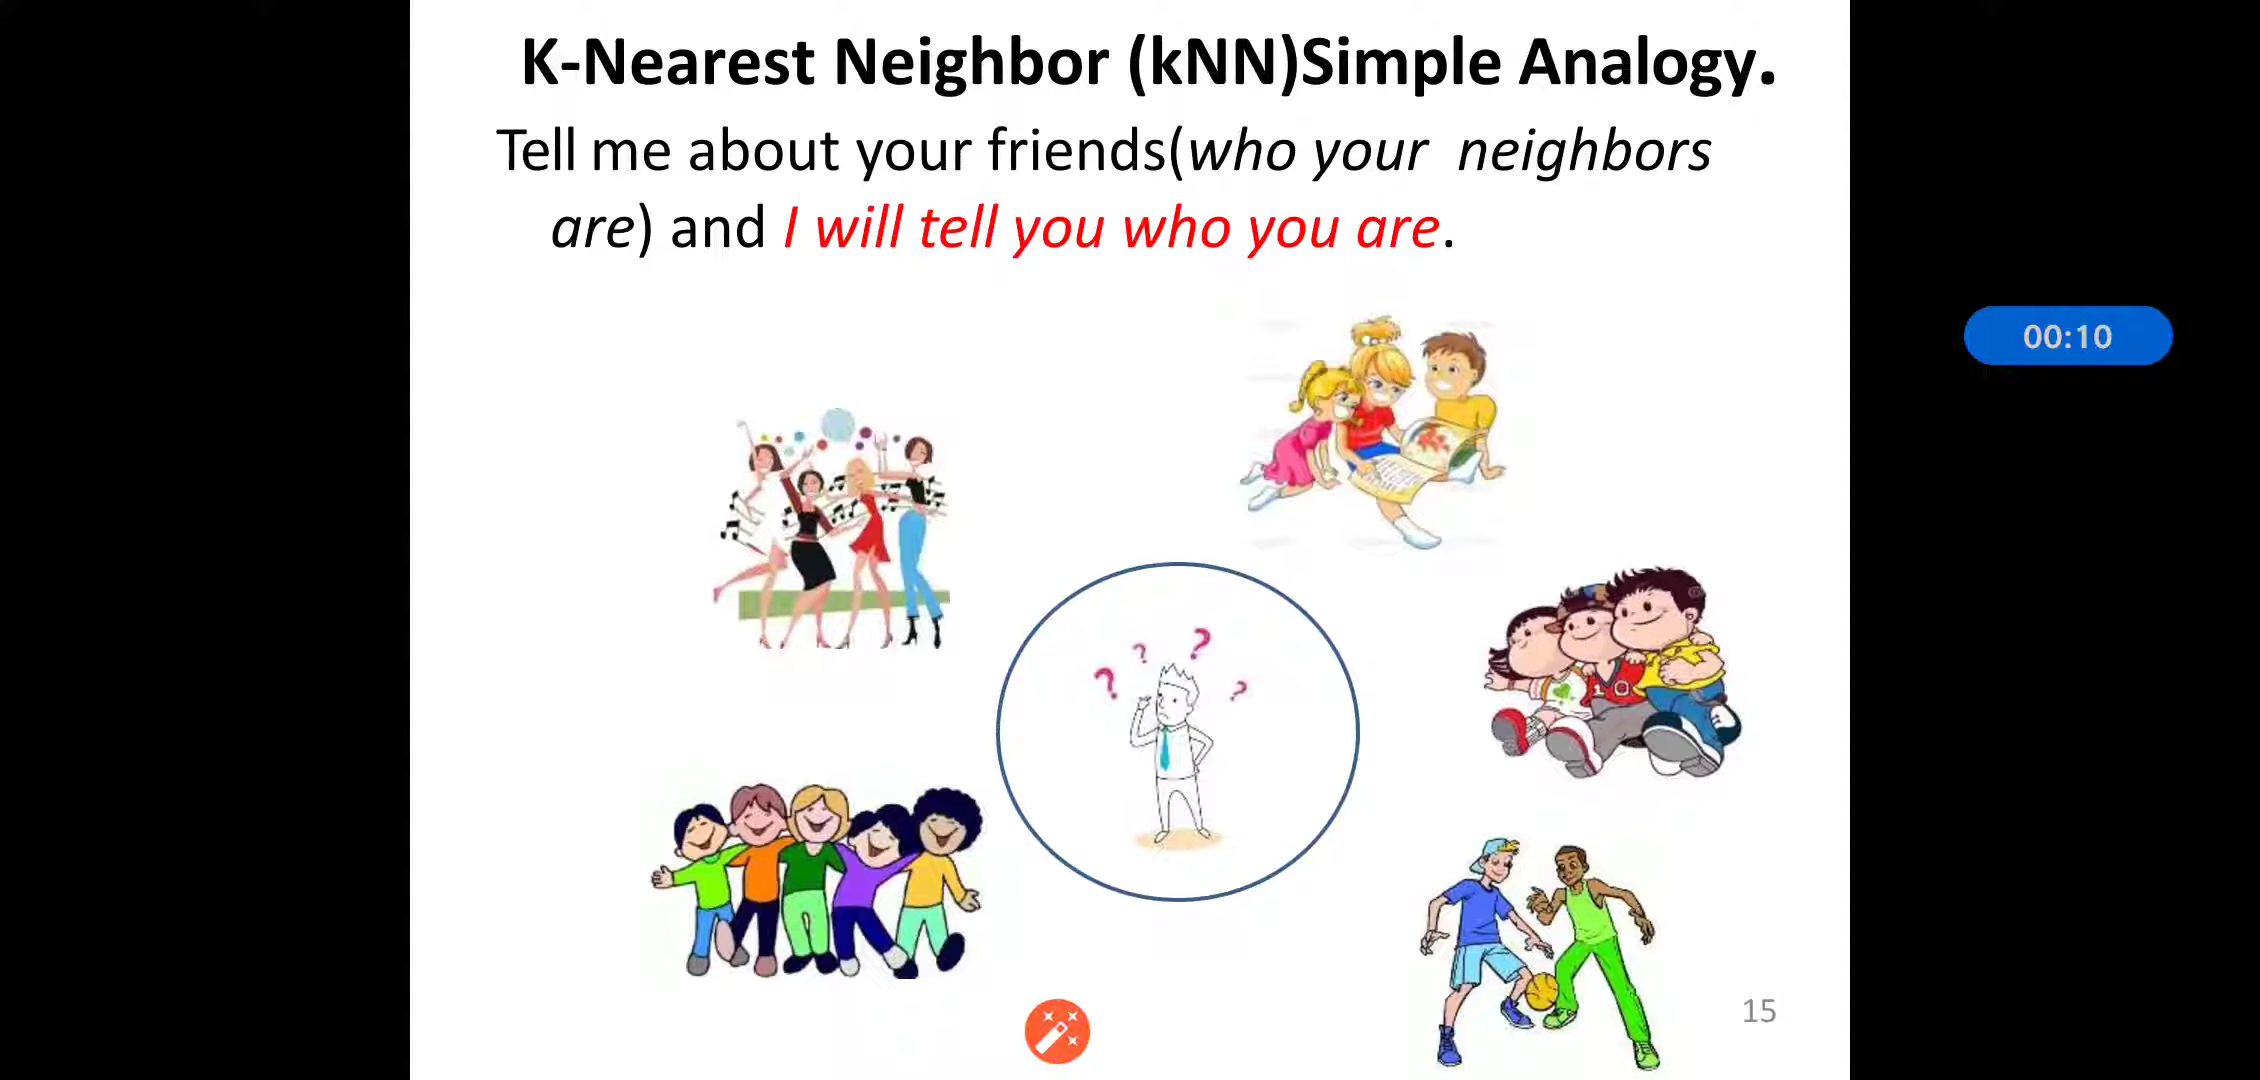 K-Nearest Neighbor (kNN)Simple Analogy.
Tell me about your friends(who your neighbors
are) and I will tell you who you are.
00:10
? ? ? ?
10
15